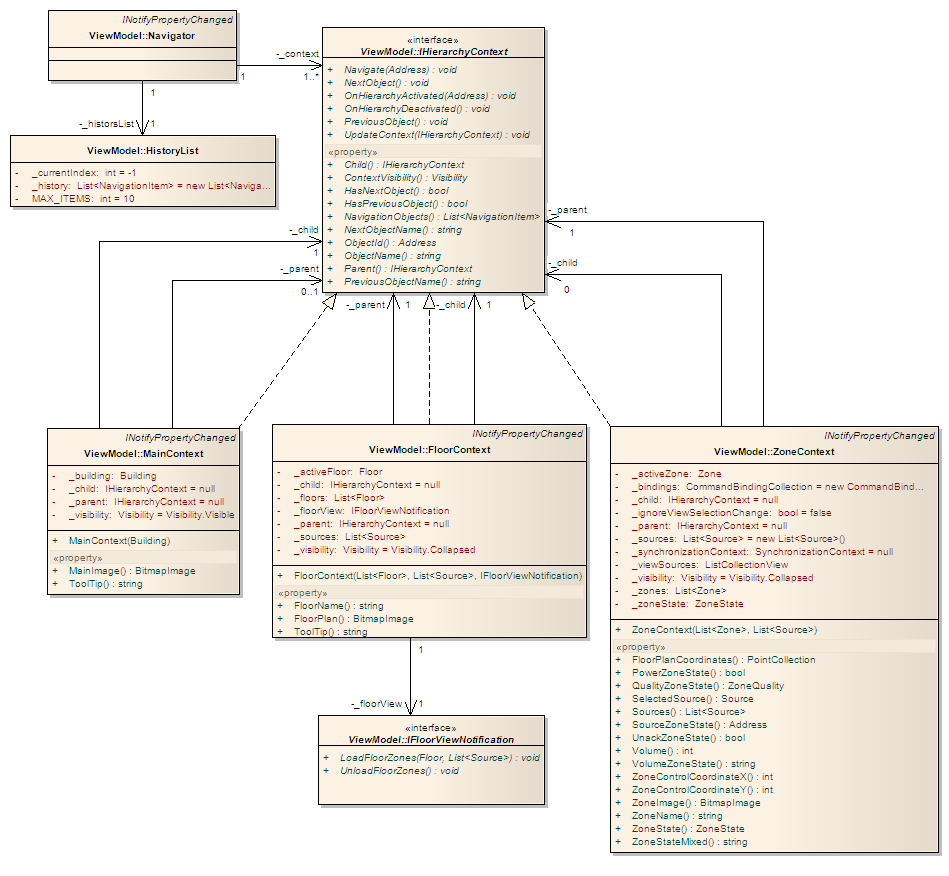 INotifyPropertyChanged
ViewModel::Navigator
-_context
1
1..*
1
-_historsList
1
ViewModel::HistoryList
- _currentIndex: int = -1
- _history: List<NavigationItem> = new List<Naviga...
- MAX_ITEMS: int = 10
«interface»
ViewModel::IHierarchyContext
+ Navigate(Address) : void
+ NextObject() : void
+ OnHierarchyActivated(Address) : void
+ OnHierarchyDeactivated() : void
+ PreviousObject() : void
+ UpdateContext(IHierarchyContext) : void
«property»
+ Child() : IHierarchyContext
+ ContextVisibility() : Visibility
+ HasNextObject() : bool
+ HasPreviousObject() : bool
+ NavigationObjects() : List<NavigationItem>
+ NextObjectName() : string
+ ObjectId() : Address
+ ObjectName() : string
+ Parent() : IHierarchyContext
+ PreviousObjectName() : string
-_child
1
-_parent
0..1
-_parent
1
-_child
0
-_parent
1
-_child
1
INotifyPropertyChanged
ViewModel::MainContext
- _building: Building
- _child: IHierarchyContext = null
- _parent: IHierarchyContext = null
- _visibility: Visibility = Visibility.Visible
+ MainContext(Building)
«property»
+ MainImage() : BitmapImage
+ ToolTip() : string
INotifyPropertyChanged
ViewModel::FloorContext
- _activeFloor: Floor
- _child: IHierarchyContext = null
- _floors: List<Floor>
- _floorView: IFloorViewNotification
- _parent: IHierarchyContext = null
- _sources: List<Source>
- _visibility: Visibility = Visibility.Collapsed
+ FloorContext(List<Floor>, List<Source>, IFloorViewNotification)
«property»
+ FloorName() : string
+ FloorPlan() : BitmapImage
+ ToolTip() : string
1
-_floorView
1
«interface»
ViewModel::IFloorViewNotification
+ LoadFloorZones(Floor, List<Source>) : void
+ UnloadFloorZones() : void
INotifyPropertyChanged
ViewModel::ZoneContext
- _activeZone: Zone
- _bindings: CommandBindingCollection = new CommandBind...
- _child: IHierarchyContext = null
- _ignoreViewSelectionChange: bool = false
- _parent: IHierarchyContext = null
- _sources: List<Source> = new List<Source>()
- _synchronizationContext: SynchronizationContext = null
- _viewSources: ListCollectionView
- _visibility: Visibility = Visibility.Collapsed
- _zones: List<Zone>
- _zoneState: ZoneState
+ ZoneContext(List<Zone>, List<Source>)
«property»
+ FloorPlanCoordinates() : PointCollection
+ PowerZoneState() : bool
+ QualityZoneState() : ZoneQuality
+ SelectedSource() : Source
+ Sources() : List<Source>
+ SourceZoneState() : Address
+ UnackZoneState() : bool
+ Volume() : int
+ VolumeZoneState() : string
+ ZoneControlCoordinateX() : int
+ ZoneControlCoordinateY() : int
+ ZoneImage() : BitmapImage
+ ZoneName() : string
+ ZoneState() : ZoneState
+ ZoneStateMixed() : string